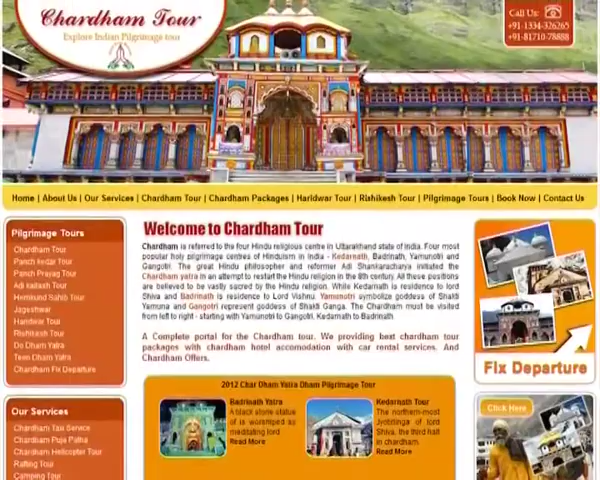 Chardham Tour
Explore Indian Pilgrimage tour
Call Us:
+91-1334-326265
+91-81710-78888
Home | About Us | Our Services | Chardham Tour | Chardham Packages | Haridwar Tour | Rishikesh Tour | Pilgrimage Tours | Book Now | Contact Us
Pilgrimage Tours
Chardham Tour
Panch kedar Tour
Panch Prayag Tour
Adi kailash Tour
Hemkund Sahib Tour
Jageshwar
Haridwar Tour
Rishikesh Tour
Do Dham Yatra
Teen Dham Yatra
Chardham Fix Departure
Our Services
Chardham Taxi Service
Chardham Puja Patha
Chardham Helicopter Tour
Rafting Tour
Camping Tour
Welcome to Chardham Tour
Chardham is referred to the four Hindu religious centre in Uttarakhand state of India. Four most
popular holy pilgrimage centres of Hinduism in India - Kedarnath, Badrinath, Yamunotri and
Gangotri. The great Hindu philosopher and reformer Adi Shankaracharya initiated the
Chardham yatra in an attempt to restart the Hindu religion in the 8th century. All these positions
are believed to be vastly sacred by the Hindu religion. While Kedarnath is residence to lord
Shiva and Badrinath is residence to Lord Vishnu. Yamunotri symbolize goddess of Shakti
Yamuna and Gangotri represent goddess of Shakti Ganga. The Chardham must be visited
from left to right - starting with Yamunotri to Gangotri, Kedarnath to Badrinath
A Complete portal for the Chardham tour. We providing best chardham tour
packages with chardham hotel accomodation with car rental services. And
Chardham Offers.
2012 Char Dham Yatra Dham Pilgrimage Tour
Badrinath Yatra
A black stone statue
of is worshiped as
meditating lord
Read More
Kedarnath Tour
The northern-most
Jyotirlinga of lord
Shiva, the third halt
in chardham
Read More
Fix Departure
Click Here